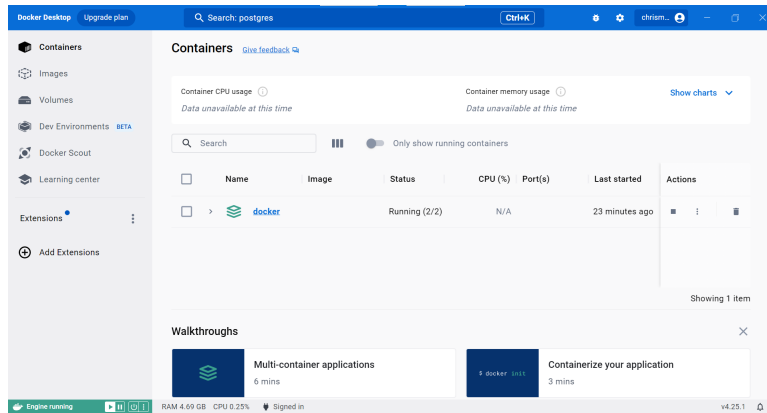 Docker Desktop Upgrade plan Search: postgres Ctrl+K chrism...
Containers
Images
Volumes
Dev Environments BETA
Docker Scout
Learning center
Extensions
Add Extensions
Containers Give feedback
Container CPU usage
Data unavailable at this time
Container memory usage
Data unavailable at this time
Show charts
Search Only show running containers
Name Image Status CPU (%) Port(s) Last started Actions
docker Running (2/2) N/A 23 minutes ago
Showing 1 item
Walkthroughs
Multi-container applications
6 mins
$ docker init
Containerize your application
3 mins
Engine running RAM 4.69 GB CPU 0.25% Signed in v4.25.1